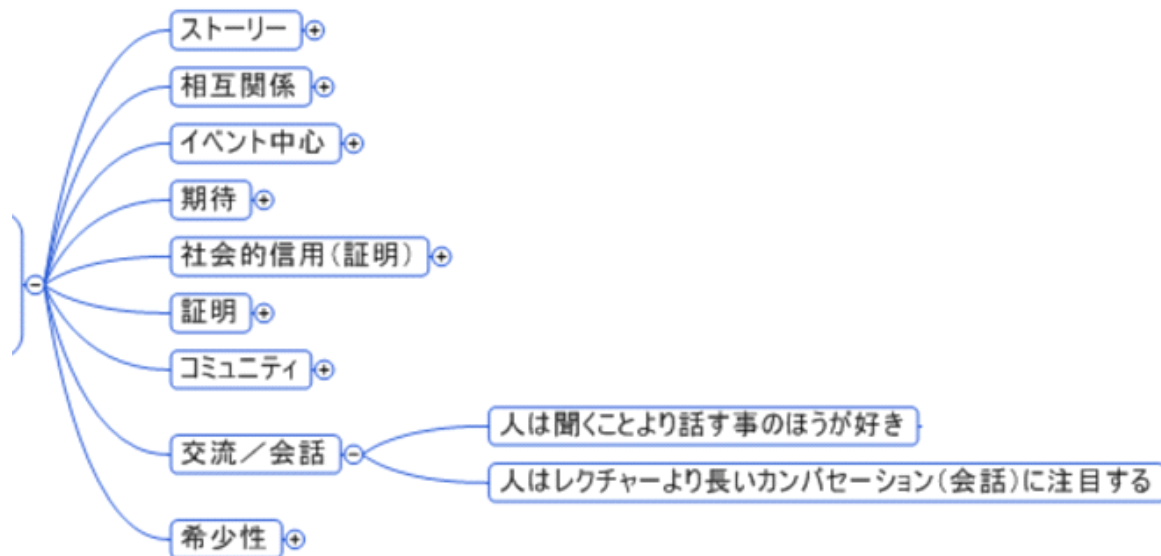 ストーリー
相互関係
イベント中心
期待
社会的信用(証明)
証明
コミュニティ
交流/会話
人は聞くことより話す事のほうが好き
人はレクチャーより長いカンバセーション(会話)に注目する
希少性